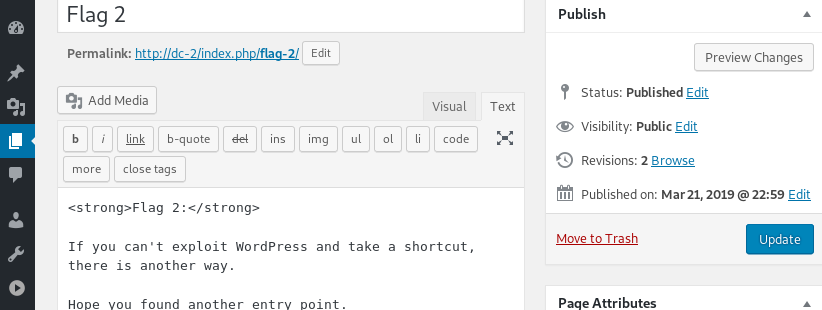 Flag 2
Permalink: http://dc-2/index.php/flag-2/ Edit
Add Media
Visual Text
b i link b-quote del ins img ul ol li code
more close tags
<strong>Flag 2:</strong>
If you can't exploit WordPress and take a shortcut,
there is another way.
Hope you found another entry point.
Publish
Preview Changes
Status: Published Edit
Visibility: Public Edit
Revisions: 2 Browse
Published on: Mar 21, 2019 @ 22:59 Edit
Move to Trash Update
Page Attributes